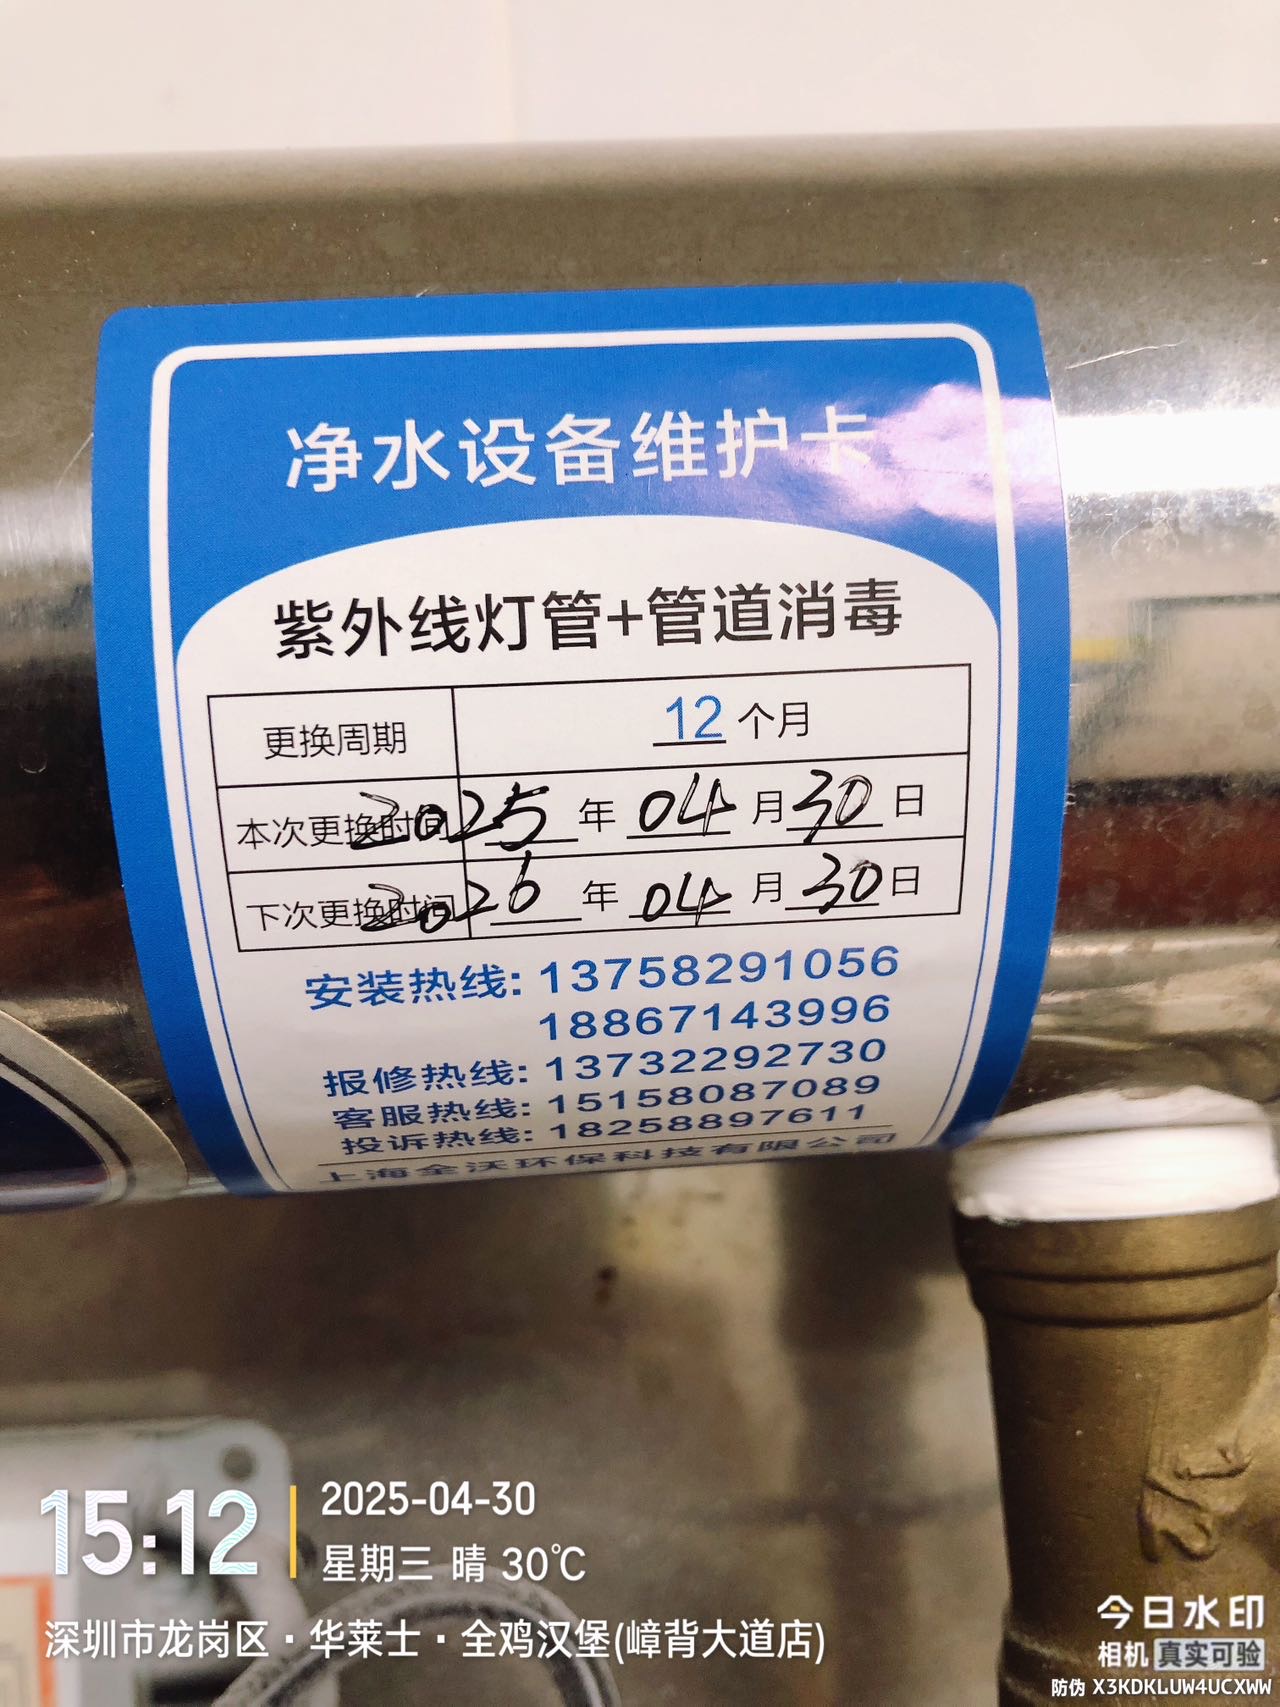 净水设备维护卡
紫外线灯管+管道消毒
更换周期 12 个月
本次更换时间 2025 年 04 月 30 日
下次更换时间 2026 年 04 月 30 日
安装热线: 13758291056
18867143996
报修热线: 13732292730
客服热线: 15158087089
投诉热线: 18258897611
上海全沃环保科技有限公司
15:12
2025-04-30
星期三 晴 30℃
深圳市龙岗区·华莱士·全鸡汉堡(嶂背大道店)
今日水印
相机 真实可验
防伪 X3KDKLUW4UCXWW